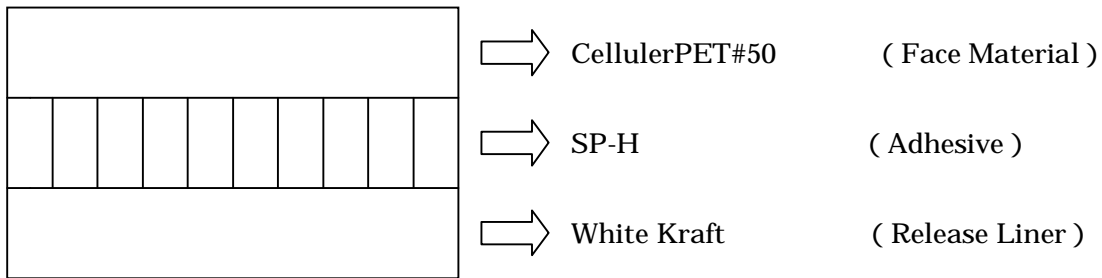 CellulerPET#50 ( Face Material )
SP-H ( Adhesive )
White Kraft ( Release Liner )